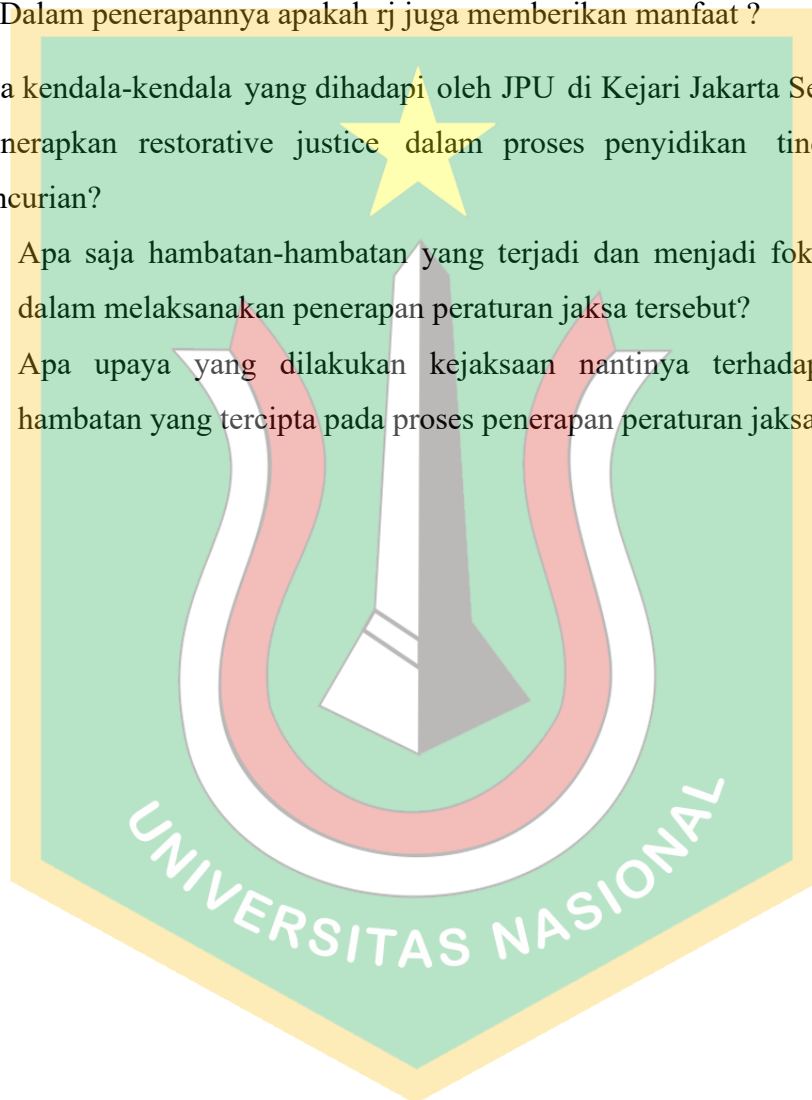 Dalam penerapannya apakah rj juga memberikan manfaat ?
a kendala-kendala yang dihadapi oleh JPU di Kejari Jakarta Se
nerapkan restorative justice dalam proses penyidikan tin
ncurian?
Apa saja hambatan-hambatan yang terjadi dan menjadi fok
dalam melaksanakan penerapan peraturan jaksa tersebut?
Apa upaya yang dilakukan kejaksaan nantinya terhadap
hambatan yang tercipta pada proses penerapan peraturan jaksa
UNIVERSITAS NASIONAL